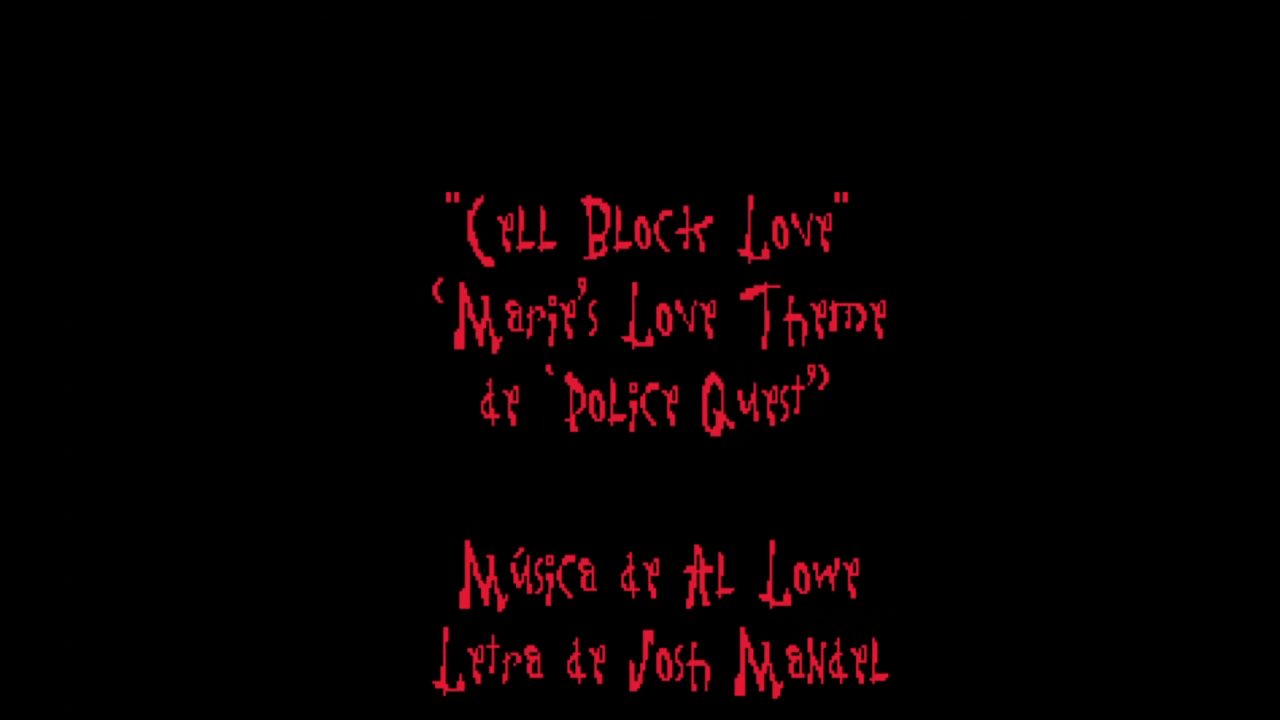 "Cell Block Love"
(Marie's Love Theme
de `Police Quest')
Música de Al Lowe
Letra de Josh Mandel